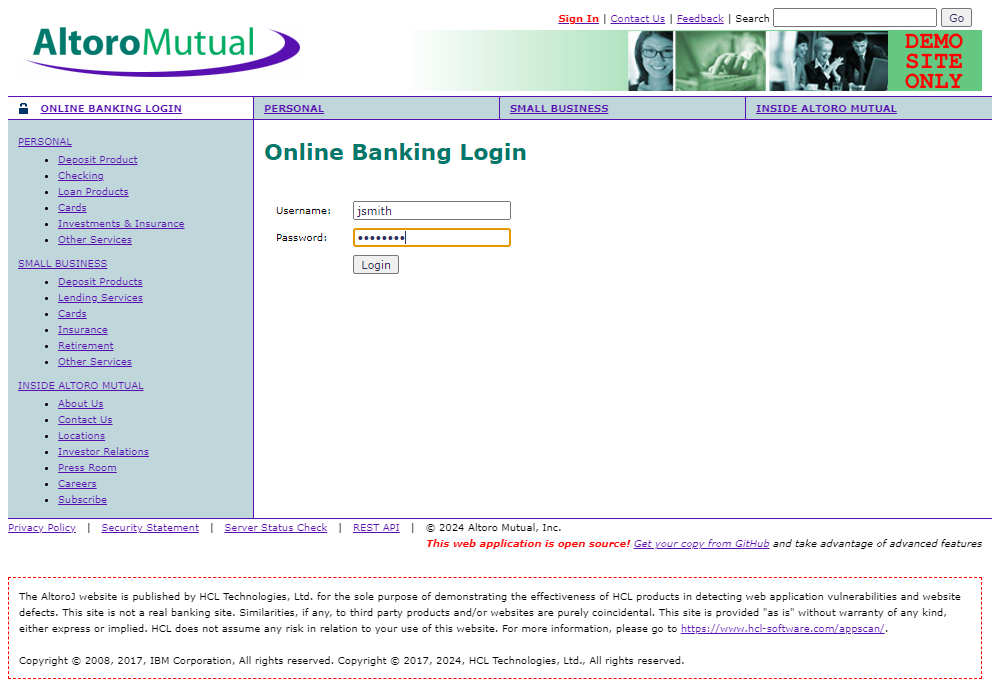 Sign In | Contact Us | Feedback | Search Go
AltoroMutual
DEMO
SITE
ONLY
ONLINE BANKING LOGIN
PERSONAL
SMALL BUSINESS
INSIDE ALTORO MUTUAL
PERSONAL
Deposit Product
Checking
Loan Products
Cards
Investments & Insurance
Other Services
SMALL BUSINESS
Deposit Products
Lending Services
Cards
Insurance
Retirement
Other Services
INSIDE ALTORO MUTUAL
About Us
Contact Us
Locations
Investor Relations
Press Room
Careers
Subscribe
Online Banking Login
Username: jsmith
Password: ••••••••
Login
Privacy Policy | Security Statement | Server Status Check | REST API | © 2024 Altoro Mutual, Inc.
This web application is open source! Get your copy from GitHub and take advantage of advanced features
The AltoroJ website is published by HCL Technologies, Ltd. for the sole purpose of demonstrating the effectiveness of HCL products in detecting web application vulnerabilities and website
defects. This site is not a real banking site. Similarities, if any, to third party products and/or websites are purely coincidental. This site is provided "as is" without warranty of any kind,
either express or implied. HCL does not assume any risk in relation to your use of this website. For more information, please go to https://www.hcl-software.com/appscan/.
Copyright © 2008, 2017, IBM Corporation, All rights reserved. Copyright © 2017, 2024, HCL Technologies, Ltd., All rights reserved.